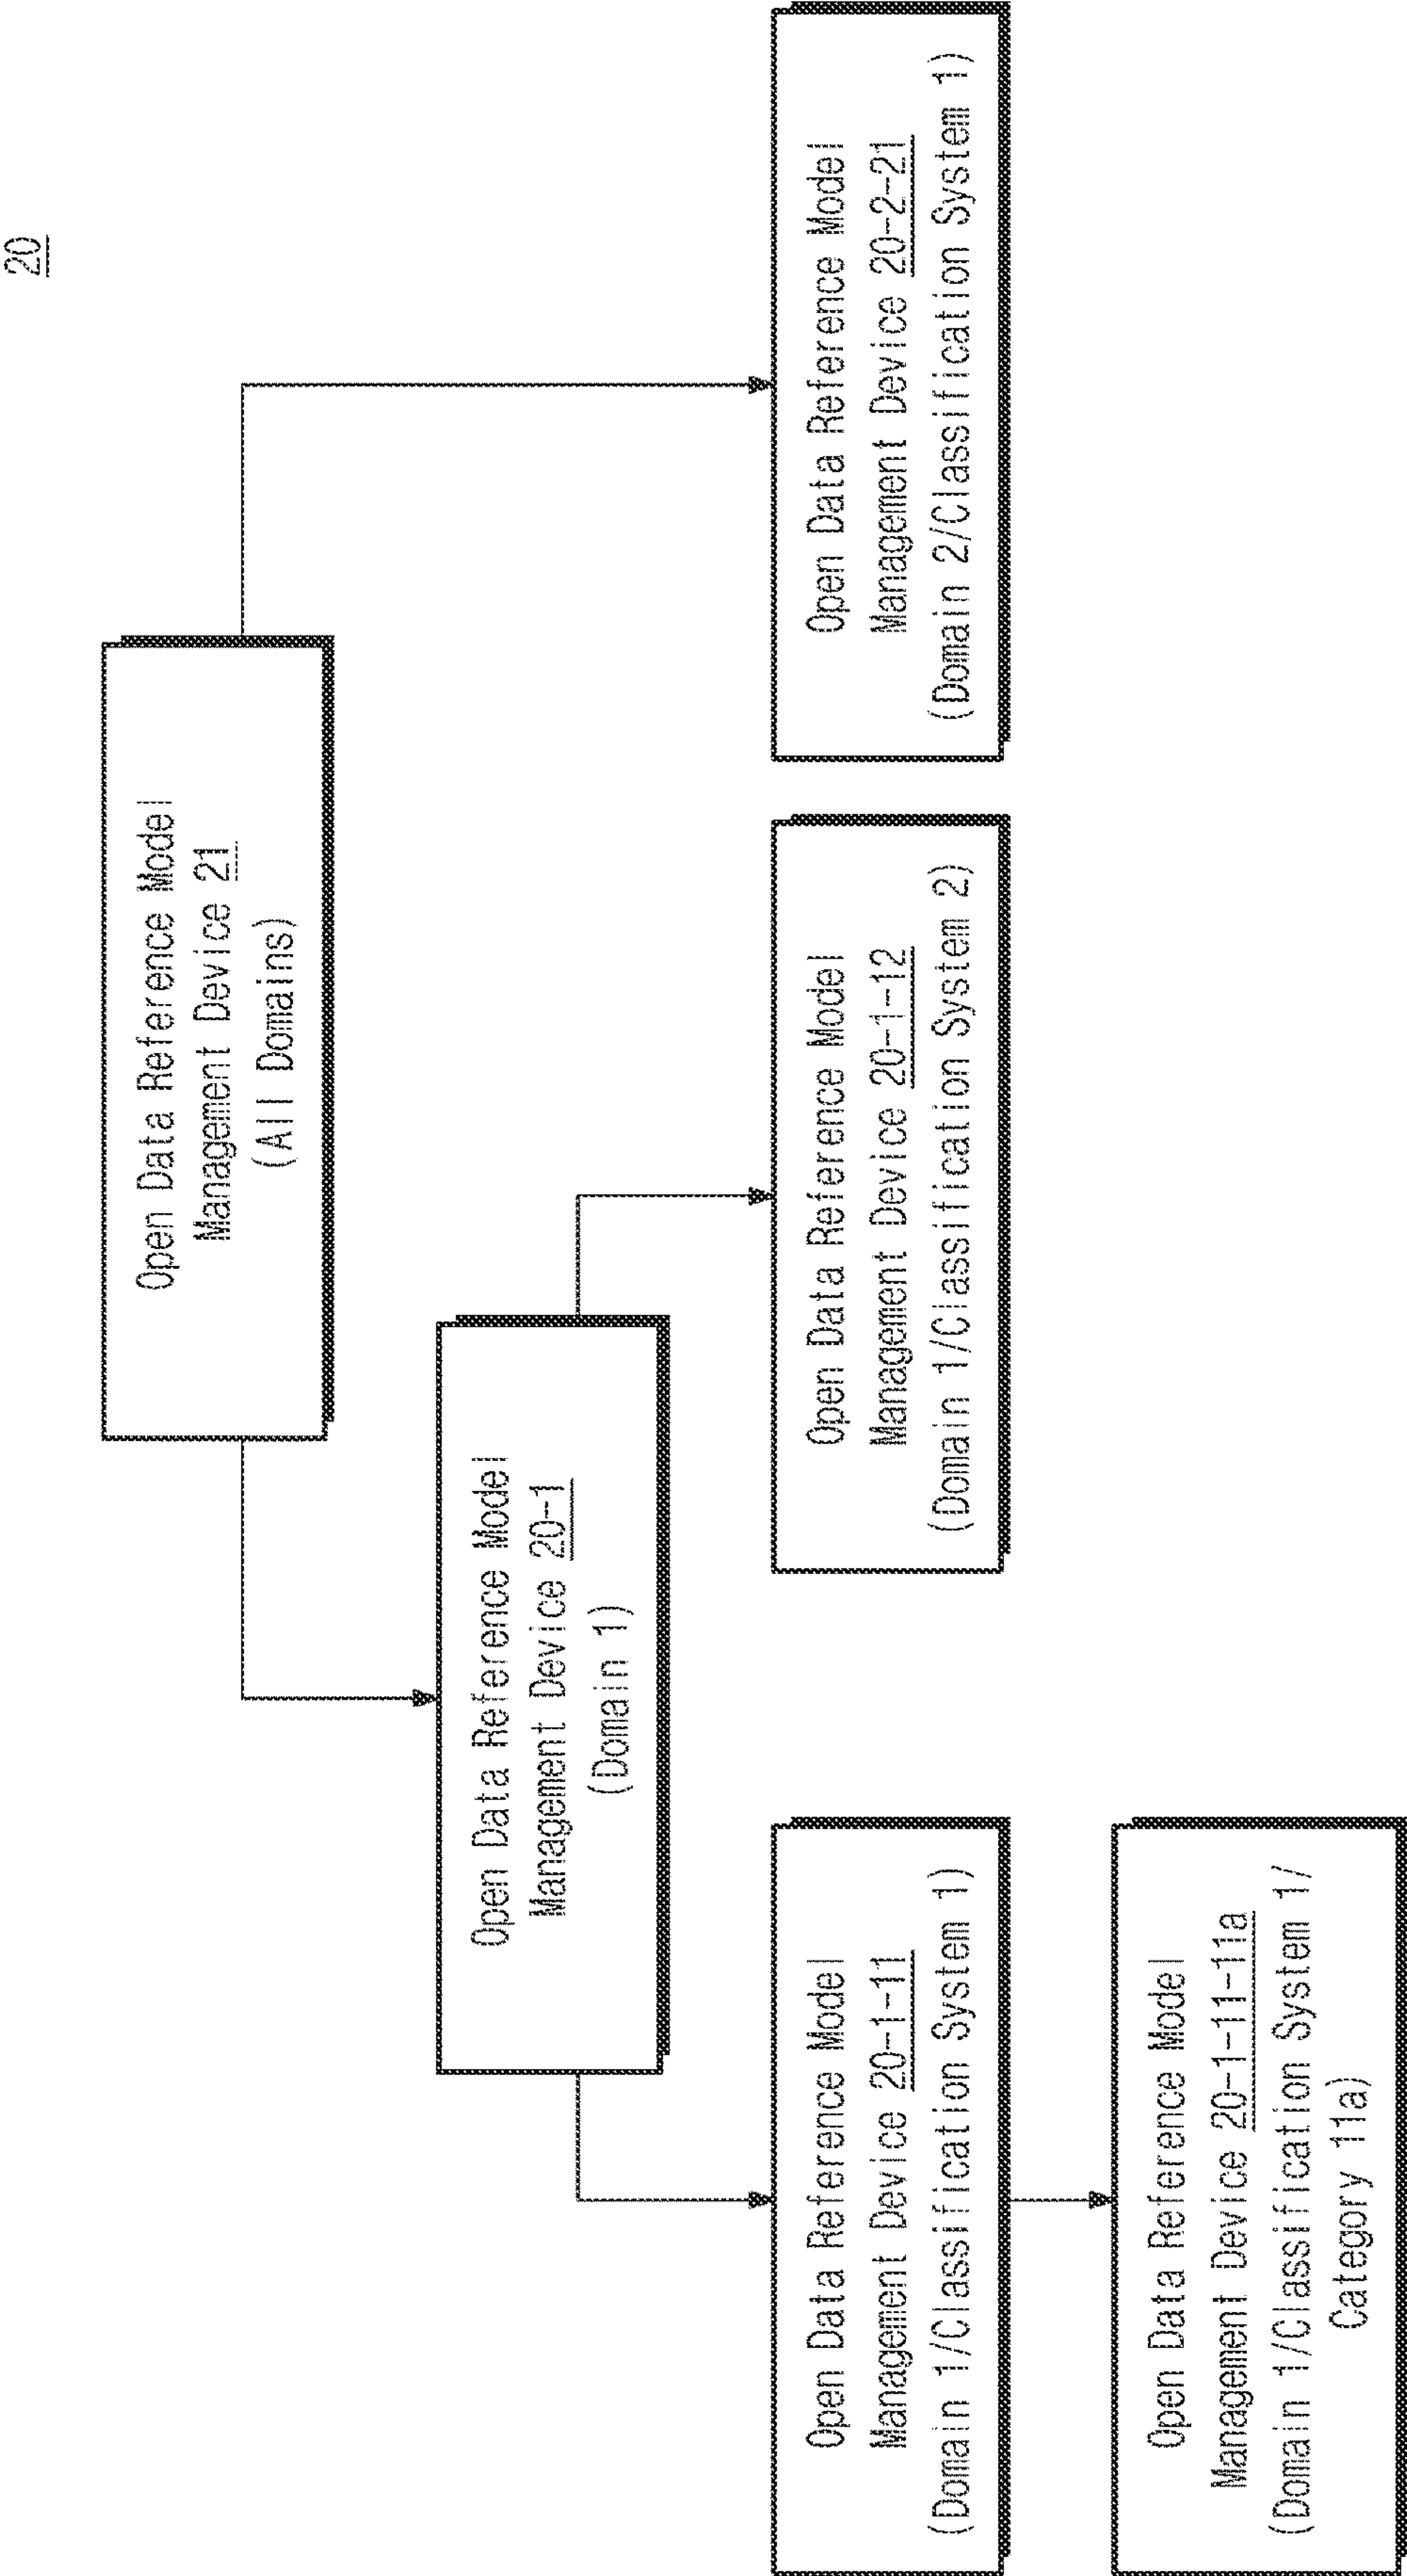 20
Open Data Reference Model
Management Device 21
(All Domains)
Open Data Reference Model
Management Device 20-1
(Domain 1)
Open Data Reference Model
Management Device 20-1-11
(Domain 1/Classification System 1)
Open Data Reference Model
Management Device 20-1-12
(Domain 1/Classification System 2)
Open Data Reference Model
Management Device 20-2-21
(Domain 2/Classification System 1)
Open Data Reference Model
Management Device 20-1-11-11a
(Domain 1/Classification System 1/
Category 11a)